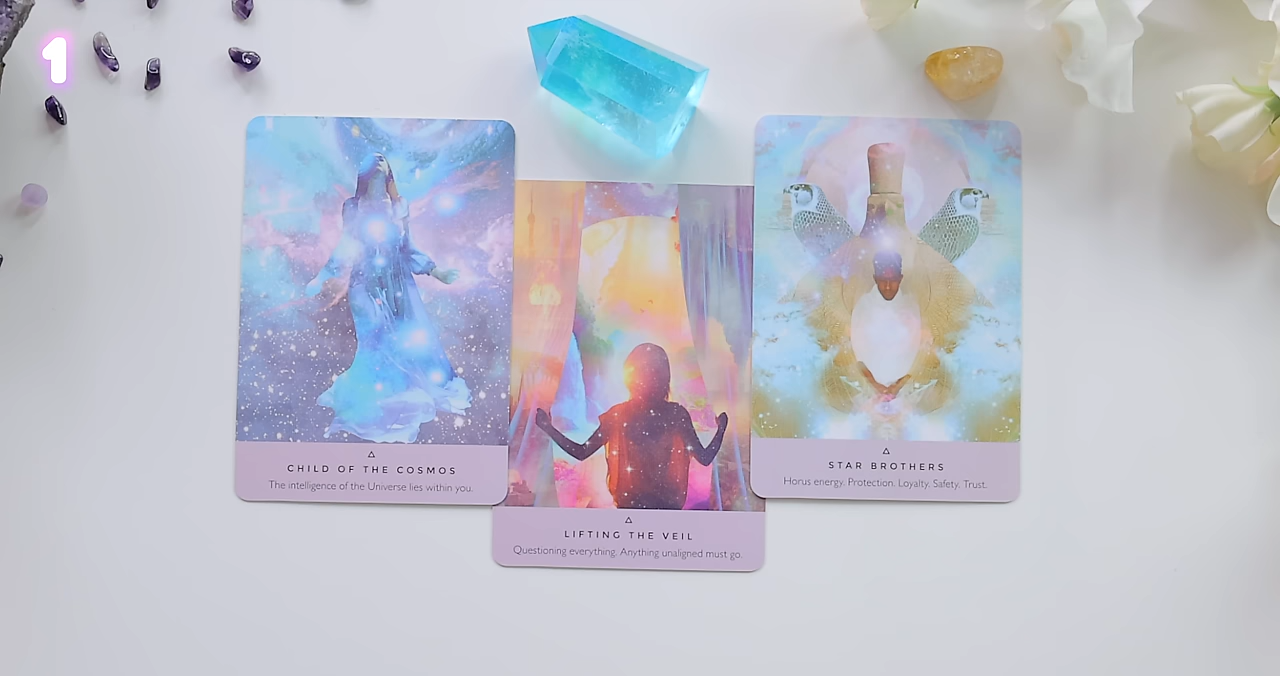 1
CHILD OF THE COSMOS
The intelligence of the Universe lies within you.
LIFTING THE VEIL
Questioning everything. Anything unaligned must go.
STAR BROTHERS
Horus energy. Protection. Loyalty. Safety. Trust.